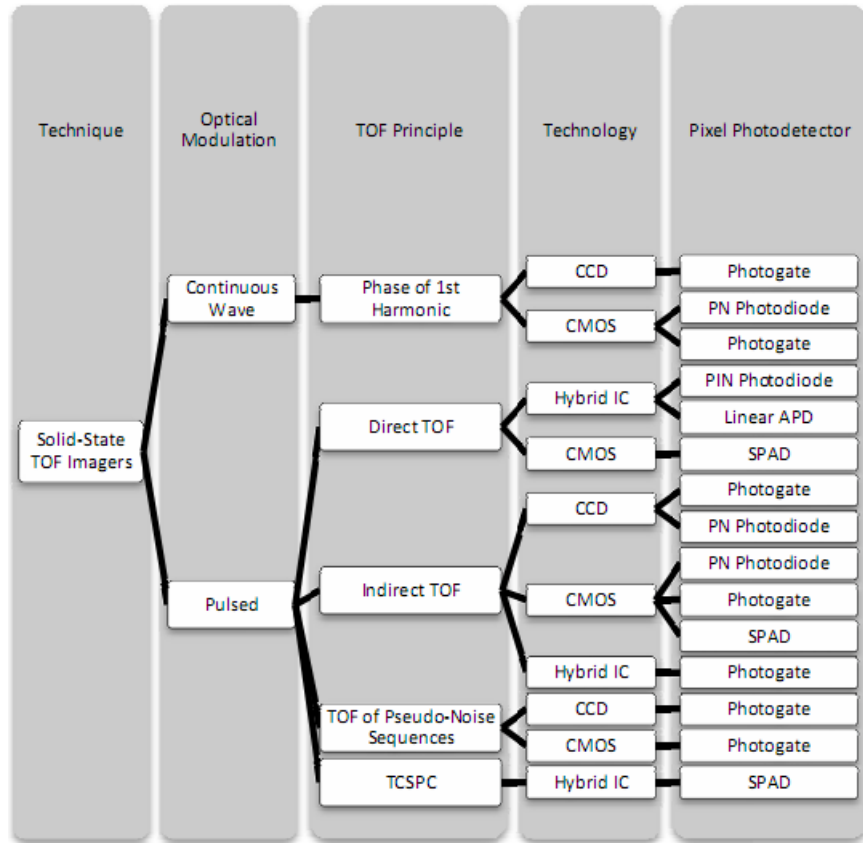 Technique
Optical
Modulation
TOF Principle
Technology
Pixel Photodetector
Solid-State
TOF Imagers
Continuous
Wave
Pulsed
Phase of 1st
Harmonic
Direct TOF
Indirect TOF
TOF of Pseudo-Noise
Sequences
TCSPC
CCD
CMOS
Hybrid IC
CMOS
CCD
CMOS
Hybrid IC
CCD
CMOS
Hybrid IC
Photogate
PN Photodiode
Photogate
PIN Photodiode
Linear APD
SPAD
Photogate
PN Photodiode
PN Photodiode
Photogate
SPAD
Photogate
Photogate
Photogate
SPAD